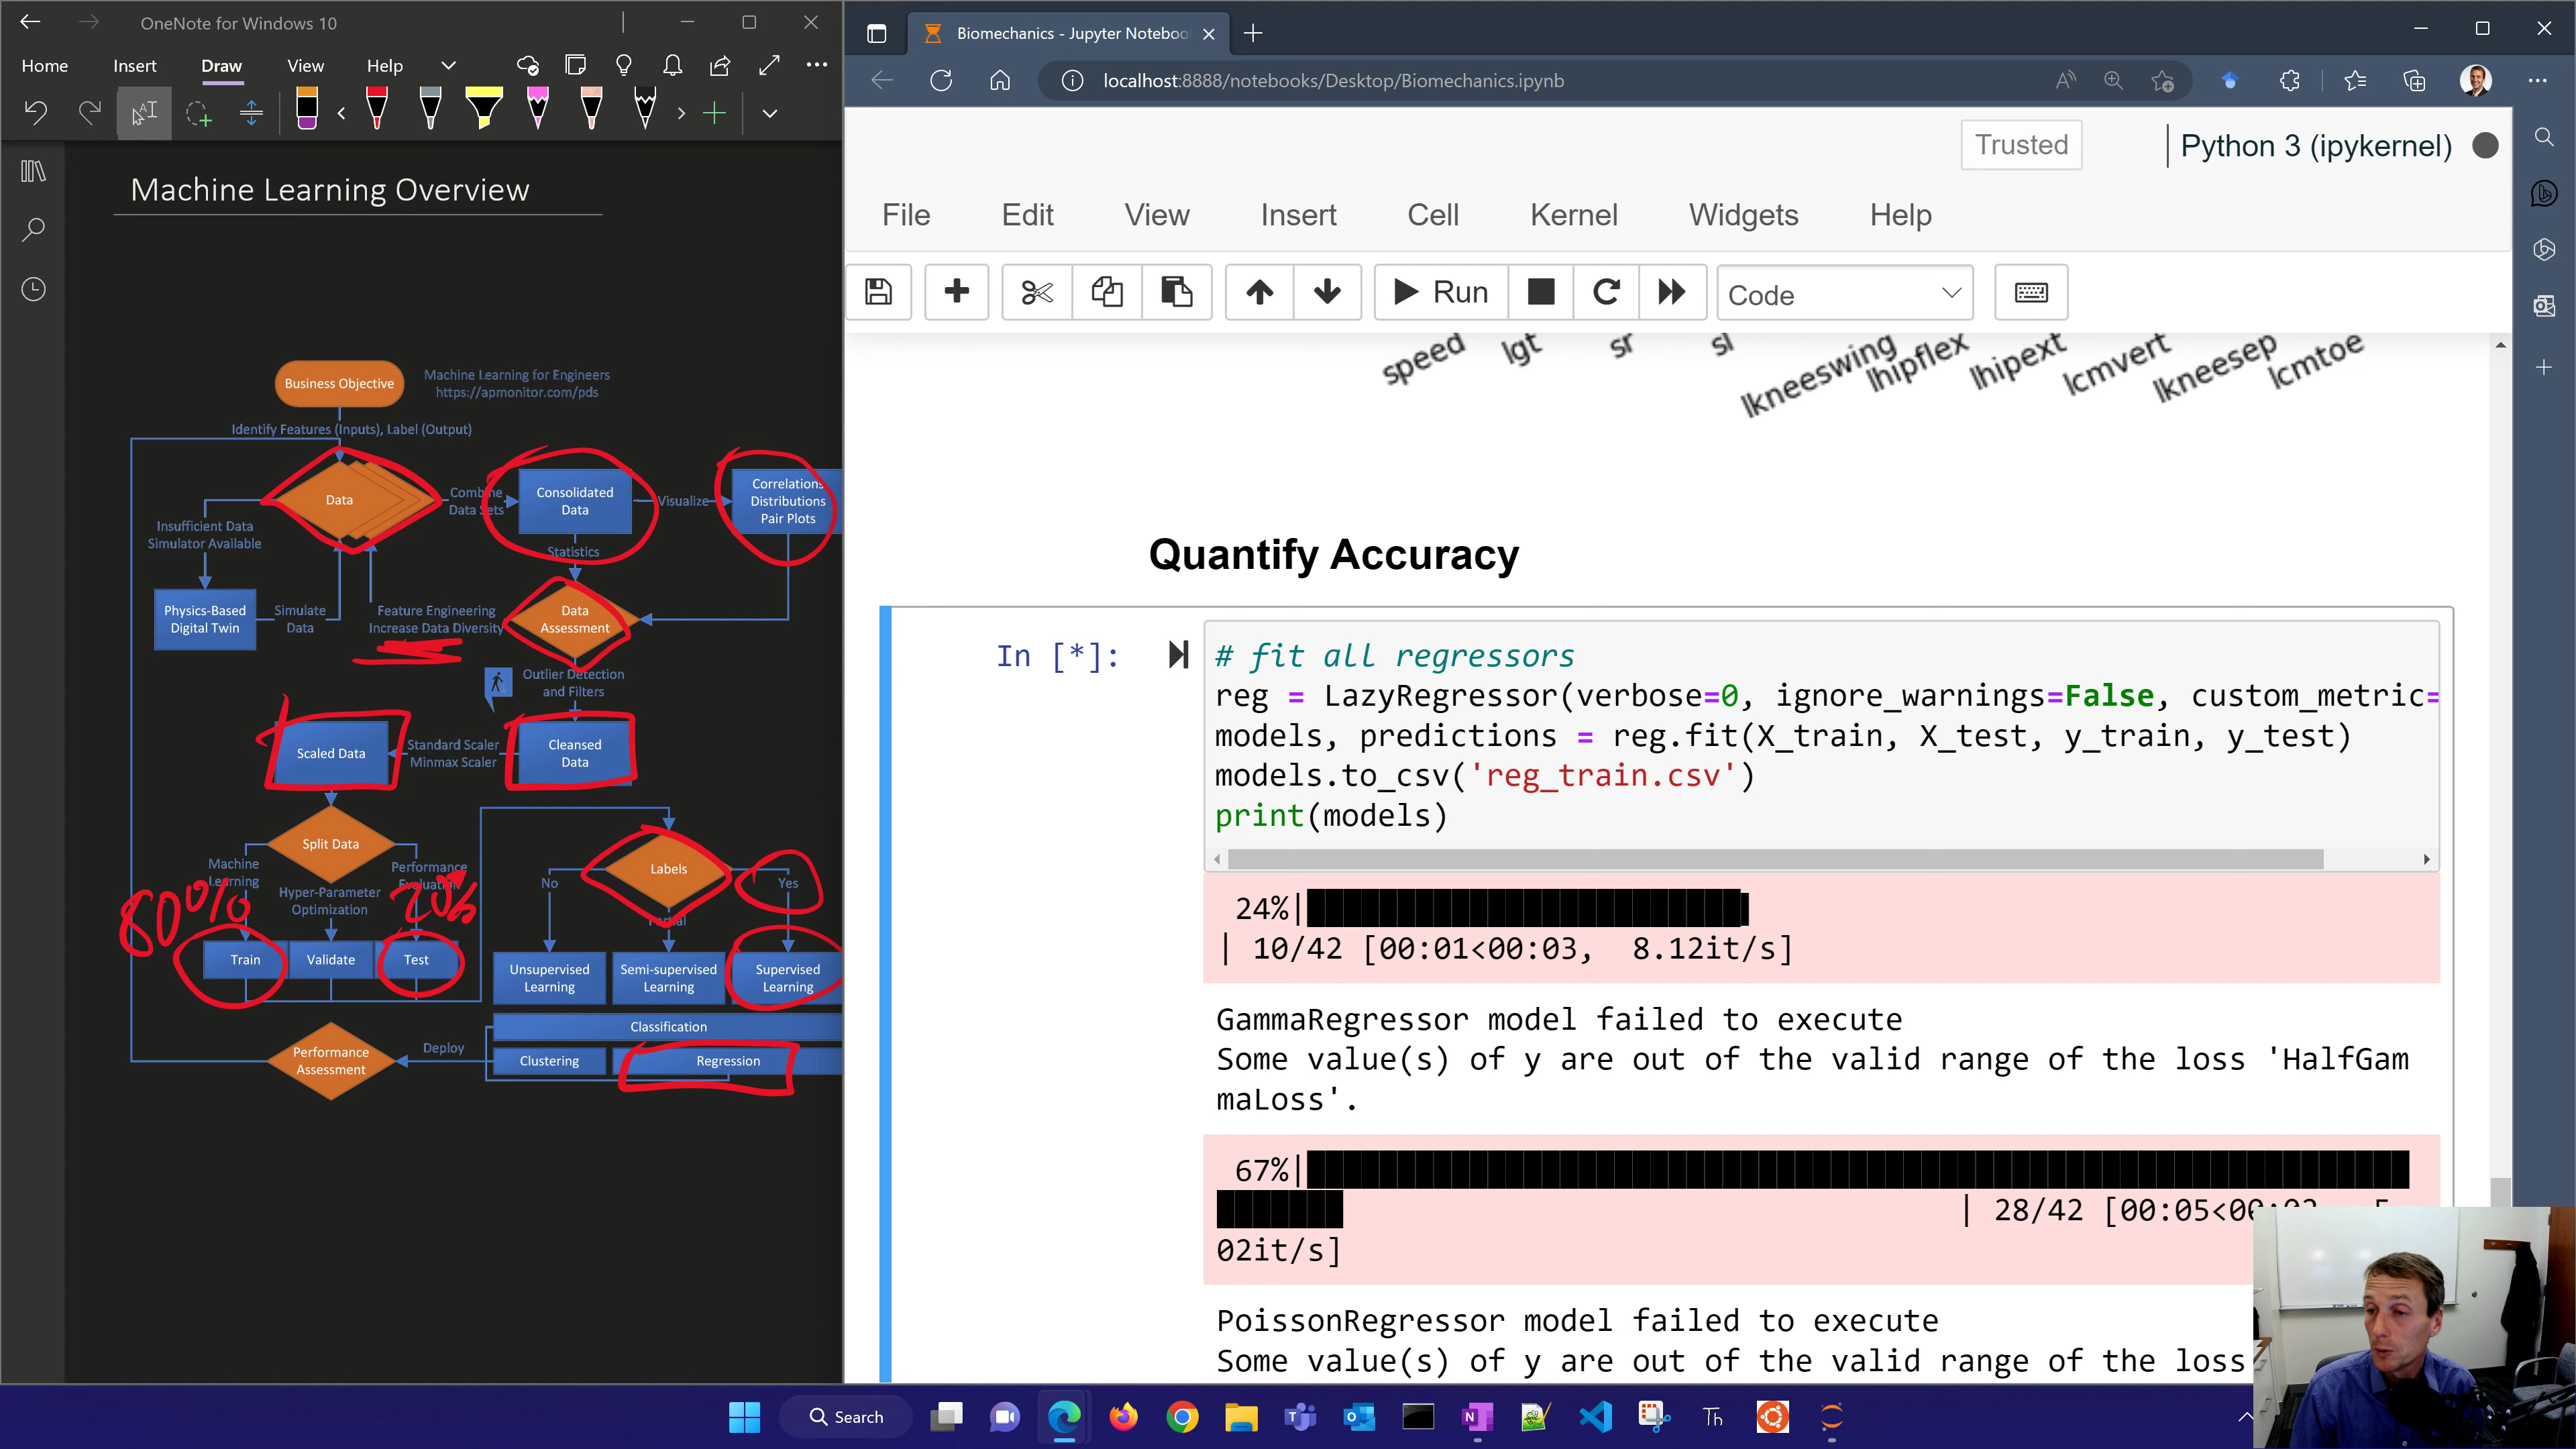 OneNote for Windows 10
Home Insert Draw View Help
Machine Learning Overview
Business Objective
Machine Learning for Engineers
https://apmonitor.com/pds
Identify Features (Inputs), Label (Output)
Data
Combine
Data Sets
Consolidated
Data
Visualize
Correlations
Distributions
Pair Plots
Insufficient Data
Simulator Available
Statistics
Physics-Based
Digital Twin
Simulate
Data
Feature Engineering
Increase Data Diversity
Data
Assessment
Outlier Detection
and Filters
Scaled Data
Standard Scaler
Minmax Scaler
Cleansed
Data
Split Data
Machine
Learning
Performance
Evaluation
Hyper-Parameter
Optimization
80%
20%
Train
Validate
Test
Labels
No
Yes
Unsupervised
Learning
Semi-supervised
Learning
Supervised
Learning
Classification
Clustering
Regression
Deploy
Performance
Assessment
Biomechanics - Jupyter Noteboo
localhost:8888/notebooks/Desktop/Biomechanics.ipynb
Trusted
Python 3 (ipykernel)
File Edit View Insert Cell Kernel Widgets Help
Run
Code
speed lgt sr sl lkneeswing lhipflex lhipext lcmvert lkneesep lcmtoe
Quantify Accuracy
In [*]:
# fit all regressors
reg = LazyRegressor(verbose=0, ignore_warnings=False, custom_metric=
models, predictions = reg.fit(X_train, X_test, y_train, y_test)
models.to_csv('reg_train.csv')
print(models)
24%|
| 10/42 [00:01<00:03, 8.12it/s]
GammaRegressor model failed to execute
Some value(s) of y are out of the valid range of the loss 'HalfGam
maLoss'.
67%|
| 28/42 [00:05<00:
02it/s]
PoissonRegressor model failed to execute
Some value(s) of y are out of the valid range of the loss
Search